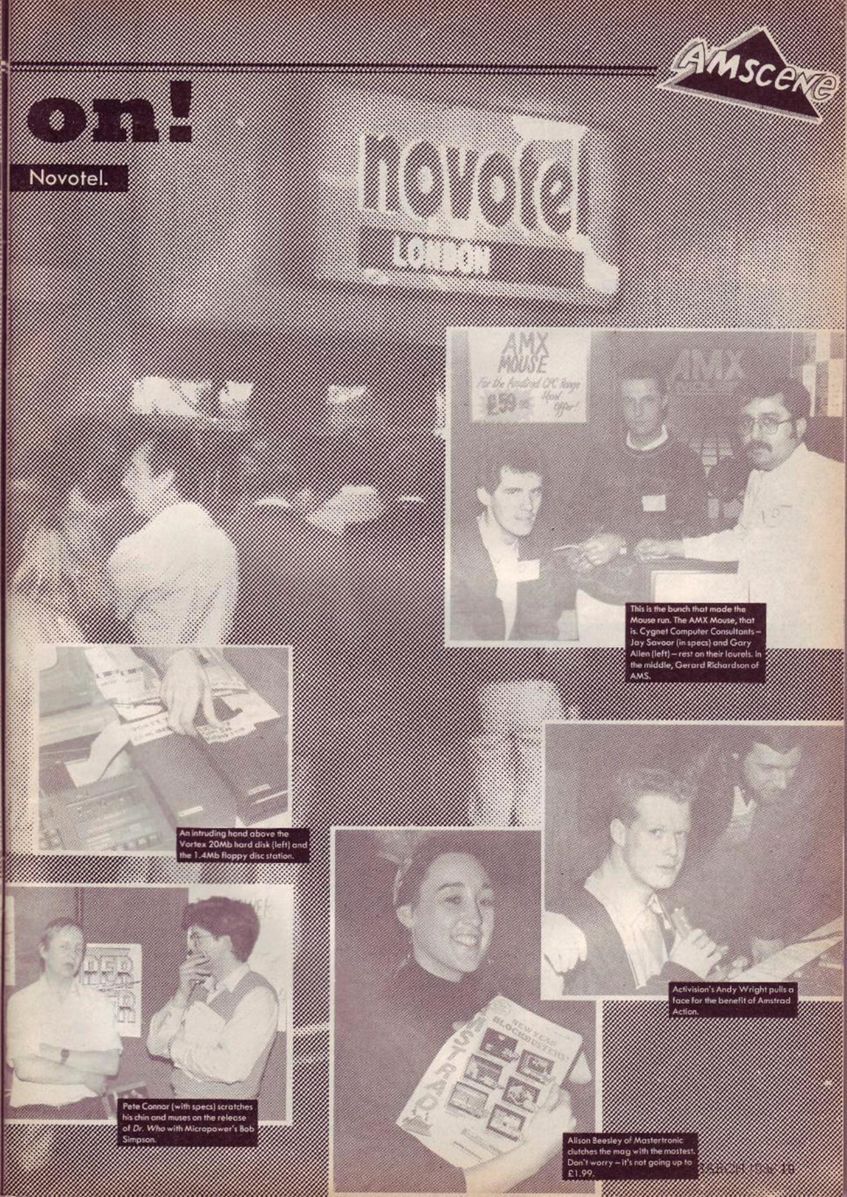 AMSCENE
on!
Novotel.
novotel
LONDON
AMX
MOUSE
For the Amstrad CPC Range
£59
Offer!
AMX
This is the bunch that made the
Mouse run. The AMX Mouse, that
is. Cygnet Computer Consultants –
Jay Savoor (in specs) and Gary
Allen (left) – rest on their laurels. In
the middle, Gerard Richardson of
AMS.
An intruding hand above the
Vortex 20Mb hard disk (left) and
the 1.4Mb floppy disc station.
Activision's Andy Wright pulls a
face for the benefit of Amstrad
Action.
NEW YEAR
BLOCKBUSTERS!
Pete Connor (with specs) scratches
his chin and muses on the release
of Dr. Who with Micropower's Bob
Simpson.
Alison Beesley of Mastertronic
clutches the mag with the mostest.
Don't worry – it's not going up to
£1.99.